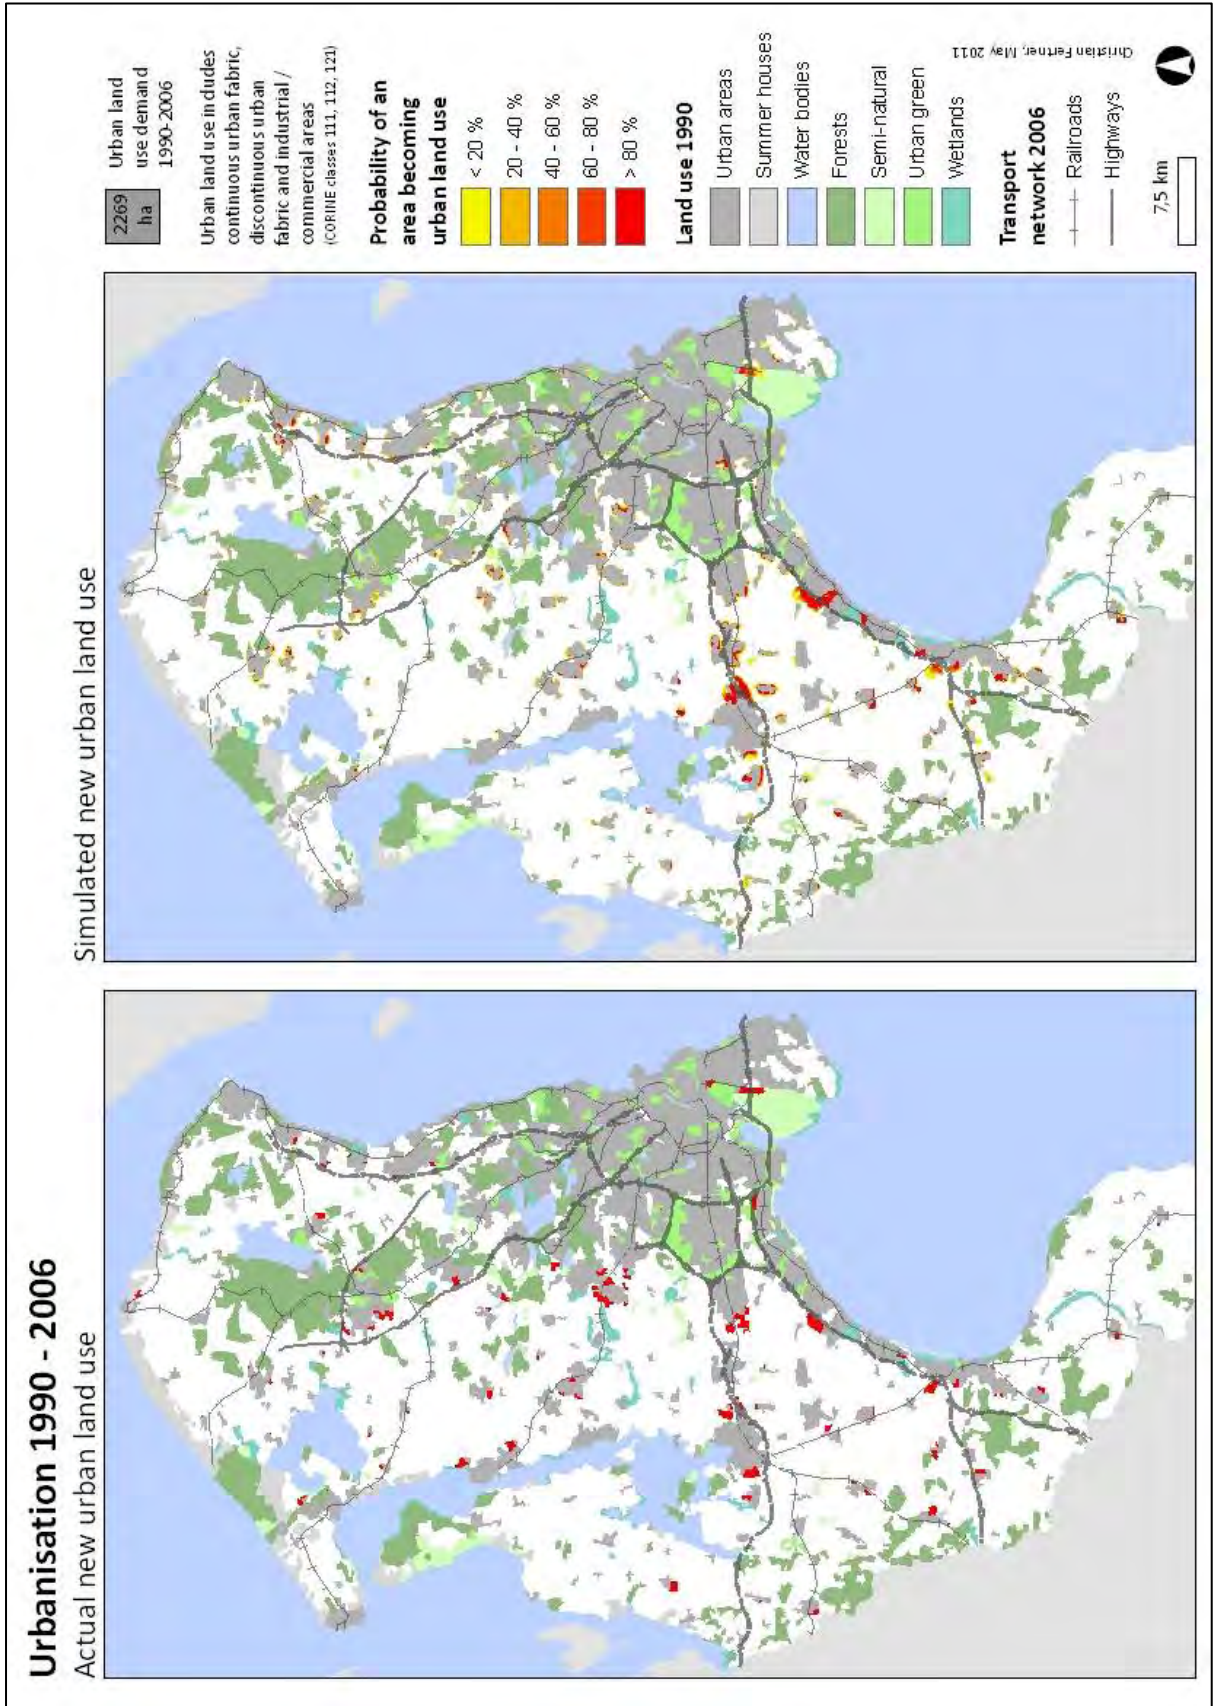 Urbanisation 1990 - 2006
Actual new urban land use
Simulated new urban land use
2269
ha
Urban land
use demand
1990-2006
Urban land use in dudes
continuous urban fabric,
discontinuous urban
fabric and industrial /
commercial areas
(CORINE classes 111, 112, 121)
Probability of an
area becoming
urban land use
< 20 %
20 - 40 %
40 - 60 %
60 - 80 %
> 80 %
Land use 1990
Urban areas
Summer houses
Water bodies
Forests
Semi-natural
Urban green
Wetlands
Transport
network 2006
Railroads
Highways
7,5 km
Christian Fertner, May 2011